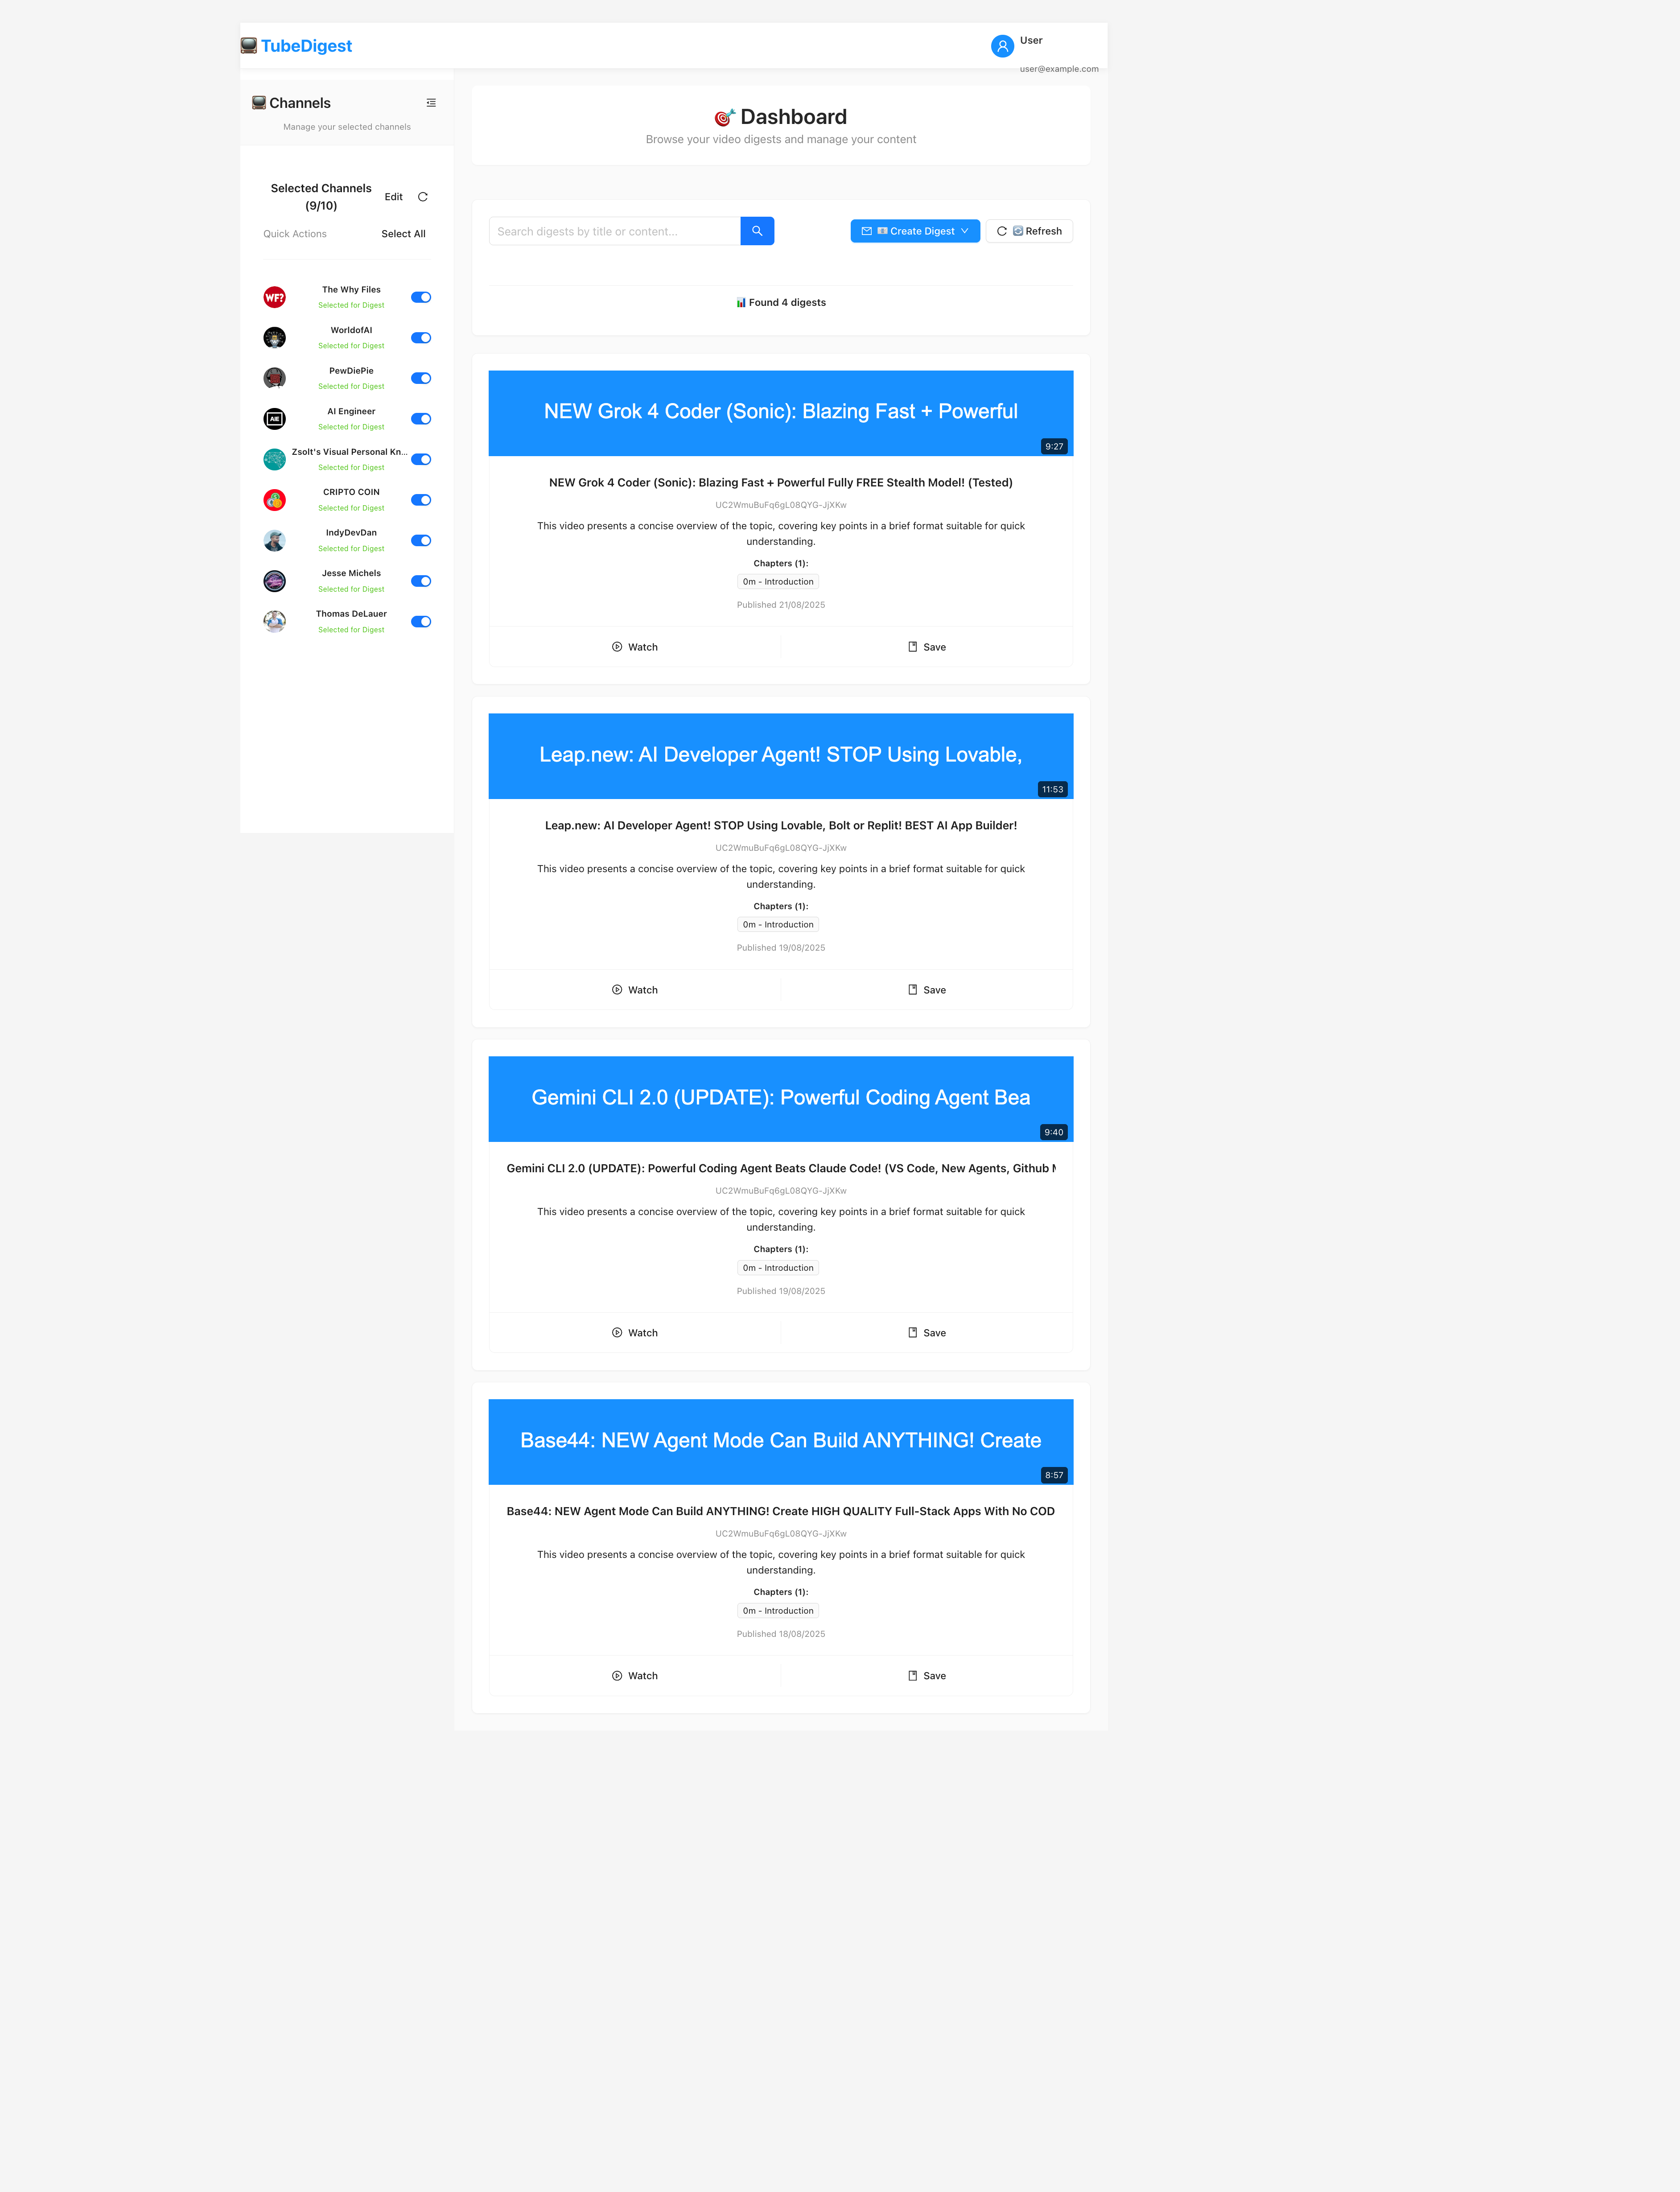 TubeDigest
User
user@example.com
Channels
Manage your selected channels
Selected Channels
(9/10)
Edit
Quick Actions
Select All
WF?
The Why Files
Selected for Digest
WorldofAI
Selected for Digest
PewDiePie
Selected for Digest
AIE
AI Engineer
Selected for Digest
Zsolt's Visual Personal Kn...
Selected for Digest
CRIPTO COIN
Selected for Digest
IndyDevDan
Selected for Digest
Jesse Michels
Selected for Digest
Thomas DeLauer
Selected for Digest
Dashboard
Browse your video digests and manage your content
Search digests by title or content...
Create Digest
Refresh
Found 4 digests
NEW Grok 4 Coder (Sonic): Blazing Fast + Powerful
9:27
NEW Grok 4 Coder (Sonic): Blazing Fast + Powerful Fully FREE Stealth Model! (Tested)
UC2WmuBuFq6gL08QYG-JjXKw
This video presents a concise overview of the topic, covering key points in a brief format suitable for quick
understanding.
Chapters (1):
0m - Introduction
Published 21/08/2025
Watch
Save
Leap.new: AI Developer Agent! STOP Using Lovable,
11:53
Leap.new: AI Developer Agent! STOP Using Lovable, Bolt or Replit! BEST AI App Builder!
UC2WmuBuFq6gL08QYG-JjXKw
This video presents a concise overview of the topic, covering key points in a brief format suitable for quick
understanding.
Chapters (1):
0m - Introduction
Published 19/08/2025
Watch
Save
Gemini CLI 2.0 (UPDATE): Powerful Coding Agent Bea
9:40
Gemini CLI 2.0 (UPDATE): Powerful Coding Agent Beats Claude Code! (VS Code, New Agents, Github
UC2WmuBuFq6gL08QYG-JjXKw
This video presents a concise overview of the topic, covering key points in a brief format suitable for quick
understanding.
Chapters (1):
0m - Introduction
Published 19/08/2025
Watch
Save
Base44: NEW Agent Mode Can Build ANYTHING! Create
8:57
Base44: NEW Agent Mode Can Build ANYTHING! Create HIGH QUALITY Full-Stack Apps With No COD
UC2WmuBuFq6gL08QYG-JjXKw
This video presents a concise overview of the topic, covering key points in a brief format suitable for quick
understanding.
Chapters (1):
0m - Introduction
Published 18/08/2025
Watch
Save